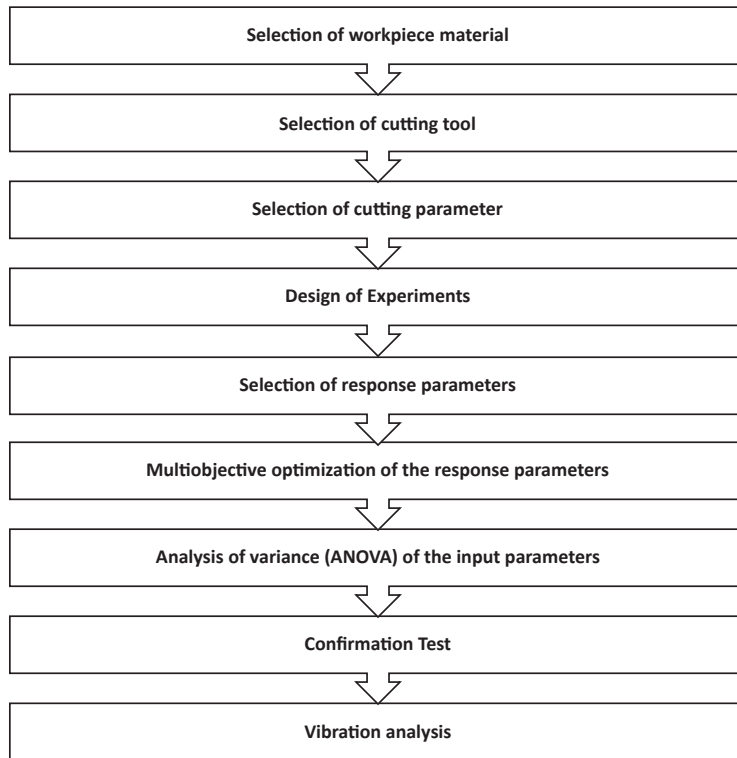 Selection of workpiece material
Selection of cutting tool
Selection of cutting parameter
Design of Experiments
Selection of response parameters
Multiobjective optimization of the response parameters
Analysis of variance (ANOVA) of the input parameters
Confirmation Test
Vibration analysis